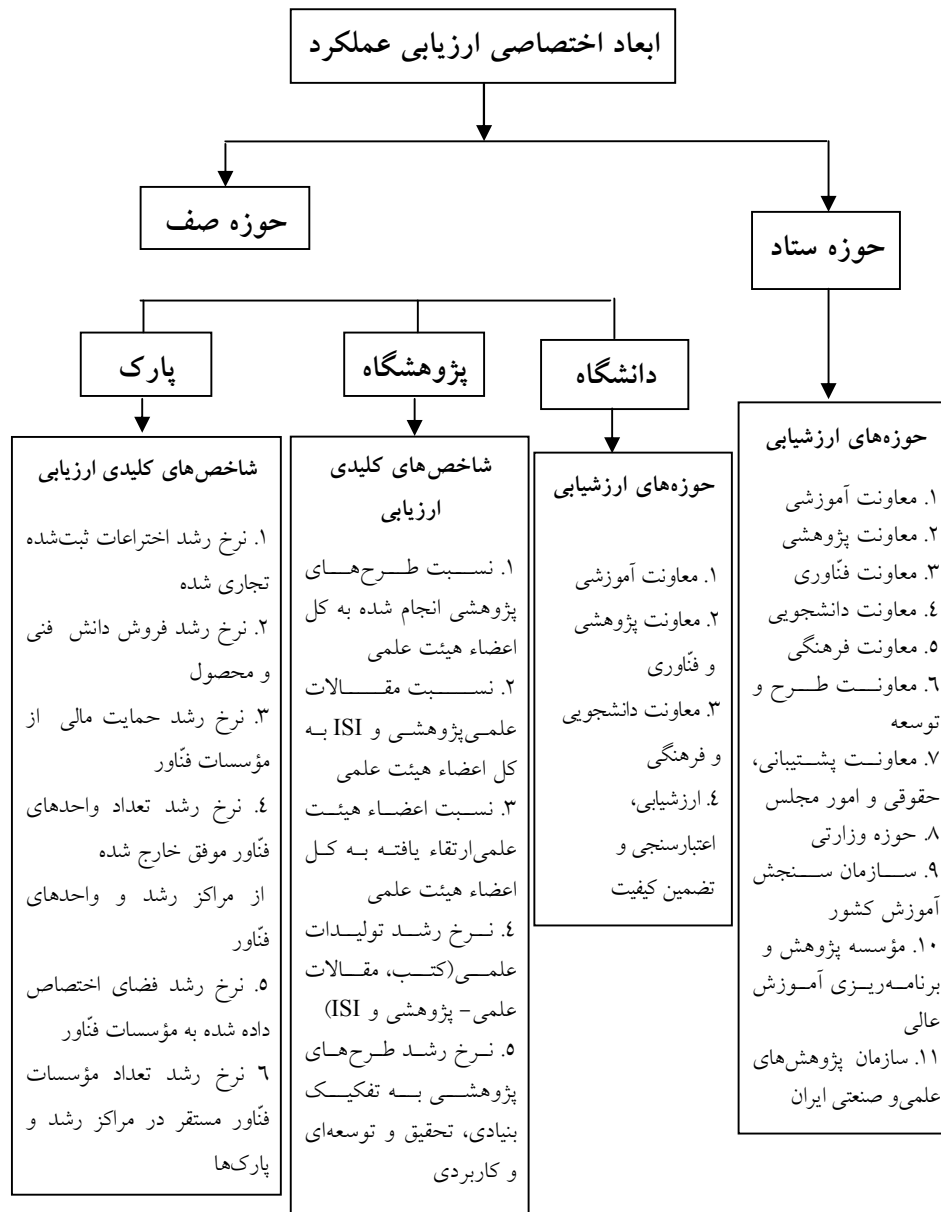 ابعاد اختصاصی ارزیابی عملکرد
حوزه ستاد
حوزه صف
دانشگاه
پژوهشگاه
پارک
حوزه‌های ارزشیابی
۱. معاونت آموزشی
۲. معاونت پژوهشی
۳. معاونت فنّاوری
۴. معاونت دانشجویی
۵. معاونت فرهنگی
۶. معاونت طرح و
توسعه
۷. معاونت پشتیبانی،
حقوقی و امور مجلس
۸. حوزه وزارتی
۹. سازمان سنجش
آموزش کشور
۱۰. مؤسسه پژوهش و
برنامه‌ریزی آموزش
عالی
۱۱. سازمان پژوهش‌های
علمی‌و صنعتی ایران
حوزه‌های ارزشیابی
۱. معاونت آموزشی
۲. معاونت پژوهشی
و فنّاوری
۳. معاونت دانشجویی
و فرهنگی
۴. ارزشیابی،
اعتبارسنجی و
تضمین کیفیت
شاخص‌های کلیدی
ارزیابی
۱. نسبت طرح‌های
پژوهشی انجام شده به کل
اعضاء هیئت علمی
۲. نسبت مقالات
علمی‌پژوهشی و ISI به
کل اعضاء هیئت علمی
۳. نسبت اعضاء هیئت
علمی‌ارتقاء یافته به کل
اعضاء هیئت علمی
۴. نرخ رشد تولیدات
علمی(کتب، مقالات
علمی- پژوهشی و ISI)
۵. نرخ رشد طرح‌های
پژوهشی به تفکیک
بنیادی، تحقیق و توسعه‌ای
و کاربردی
شاخص‌های کلیدی ارزیابی
۱. نرخ رشد اختراعات ثبت‌شده
تجاری شده
۲. نرخ رشد فروش دانش فنی
و محصول
۳. نرخ رشد حمایت مالی از
مؤسسات فنّاور
۴. نرخ رشد تعداد واحدهای
فنّاور موفق خارج شده
از مراکز رشد و واحدهای
فنّاور
۵. نرخ رشد فضای اختصاص
داده شده به مؤسسات فنّاور
۶ نرخ رشد تعداد مؤسسات
فنّاور مستقر در مراکز رشد و
پارک‌ها